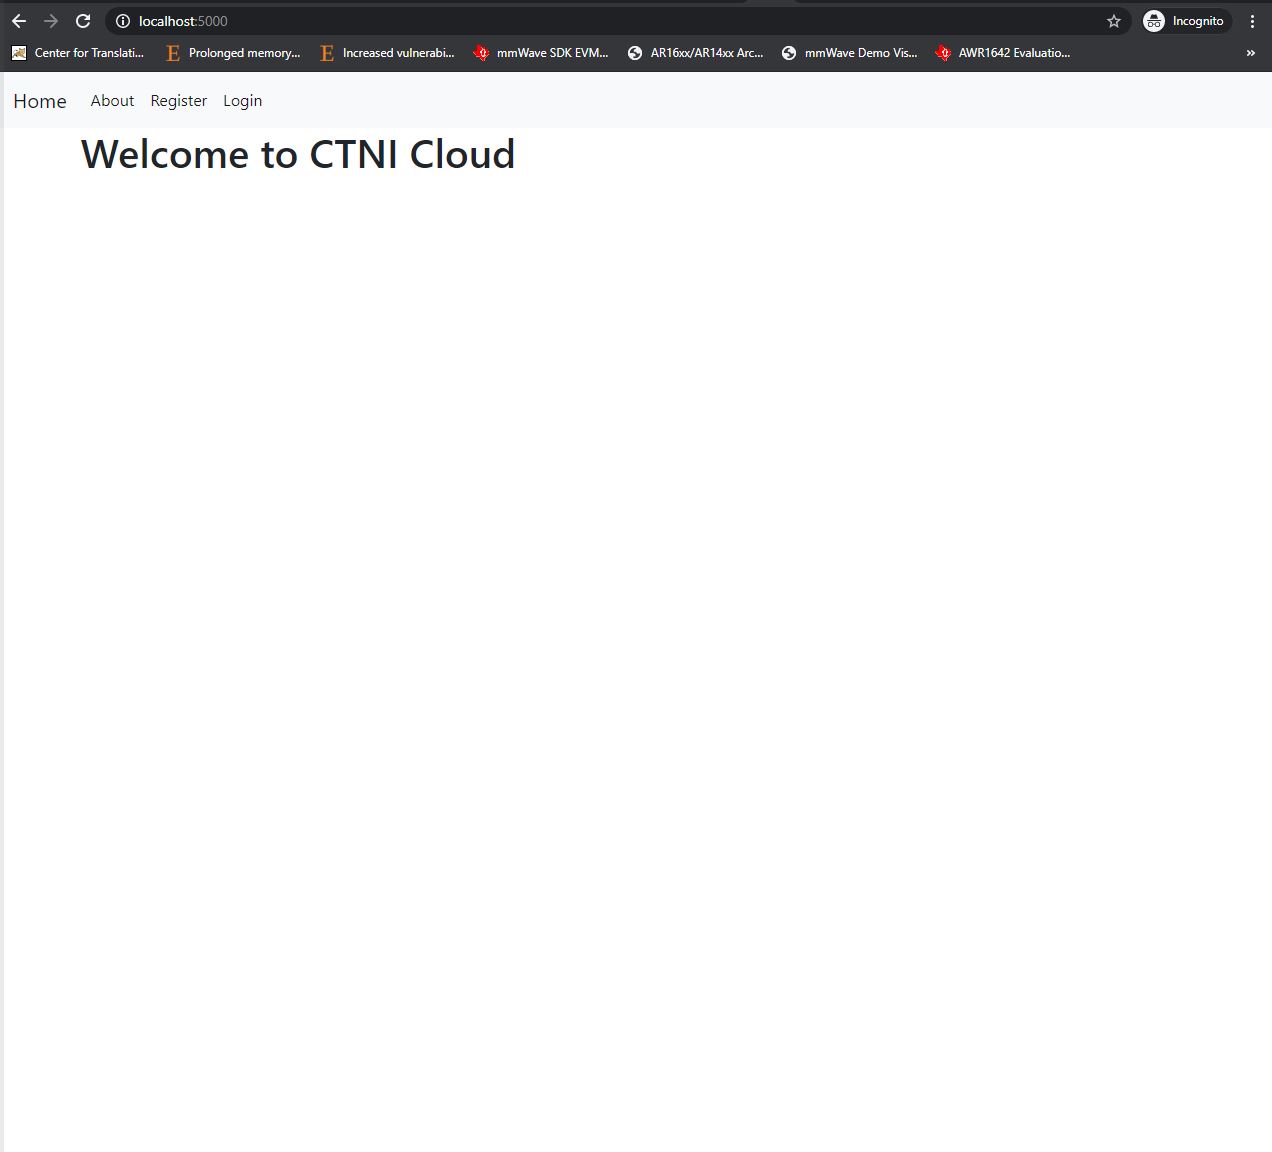 localhost:5000
Incognito
Center for Translati... Prolonged memory... Increased vulnerabi... mmWave SDK EVM... AR16xx/AR14xx Arc... mmWave Demo Vis... AWR1642 Evaluatio... »
Home About Register Login
Welcome to CTNI Cloud